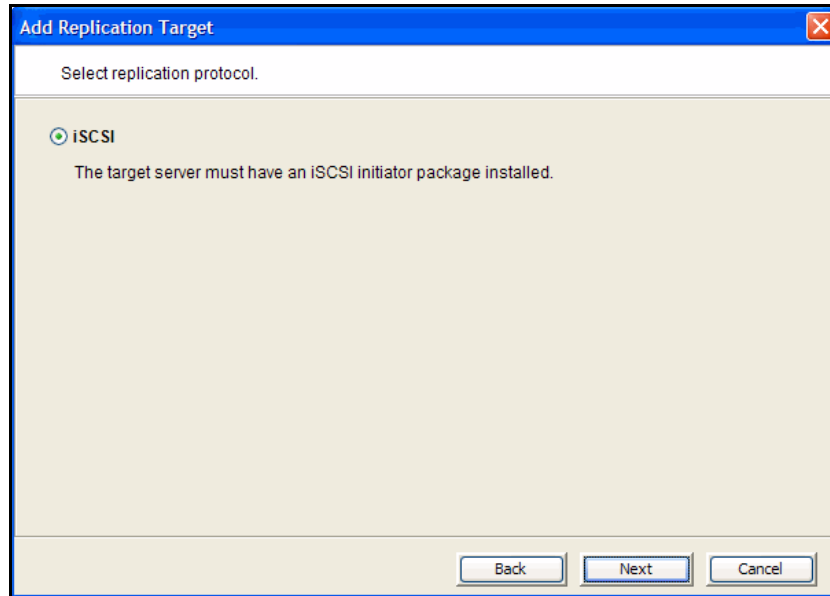 Add Replication Target
Select replication protocol.
iSCSI
The target server must have an iSCSI initiator package installed.
Back
Next
Cancel